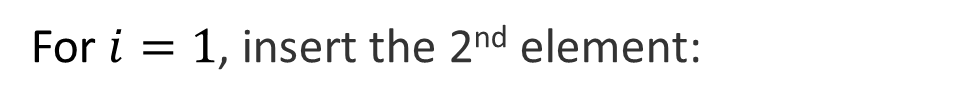 For i = 1, insert the 2nd element: